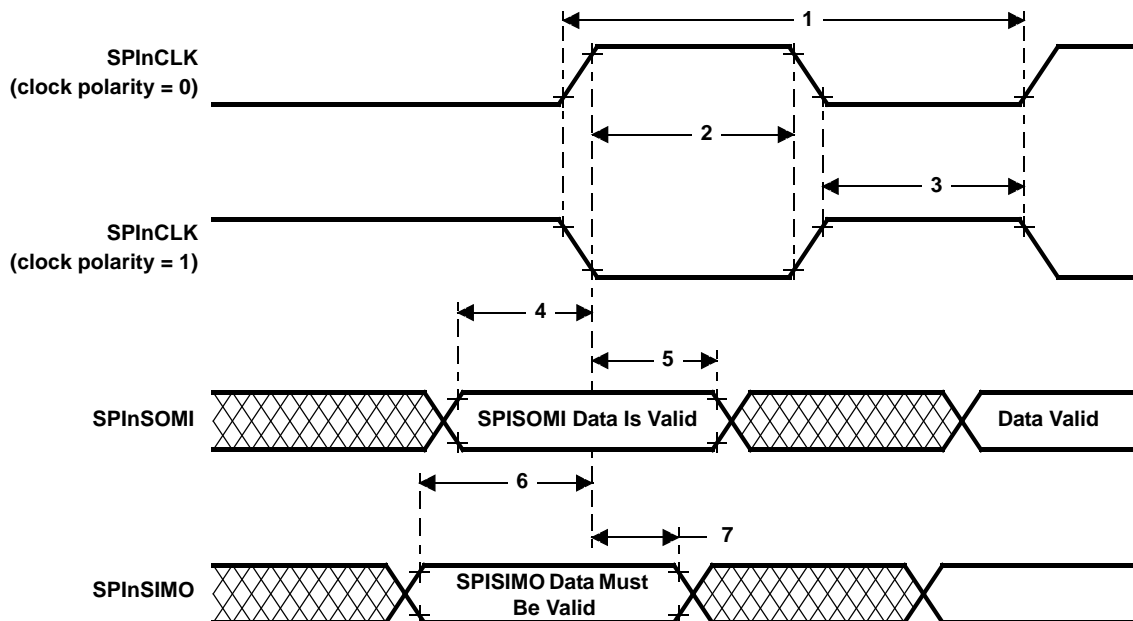 1
SPInCLK
(clock polarity = 0)
2
3
SPInCLK
(clock polarity = 1)
4
5
SPInSOMI
SPISOMI Data Is Valid
Data Valid
6
7
SPInSIMO
SPISIMO Data Must
Be Valid